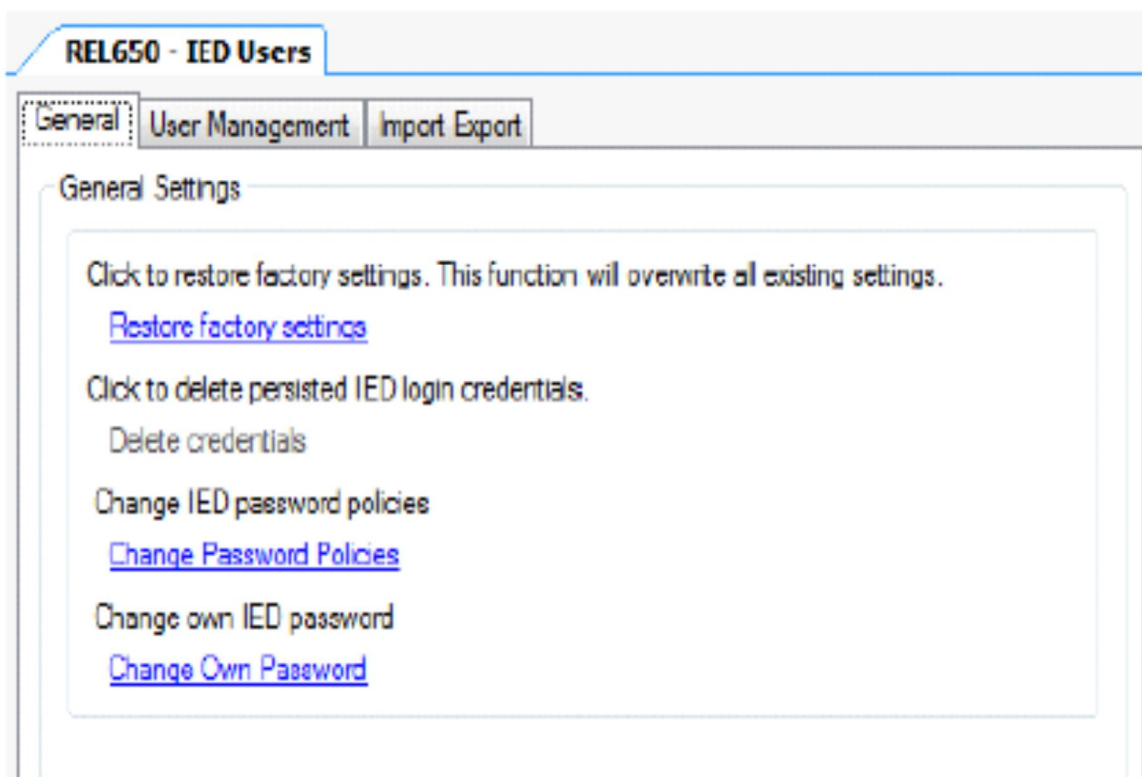 REL650 - IED Users
General User Management Import Export
General Settings
Click to restore factory settings. This function will overwrite all existing settings.
Restore factory settings
Click to delete persisted IED login credentials.
Delete credentials
Change IED password policies
Change Password Policies
Change own IED password
Change Own Password